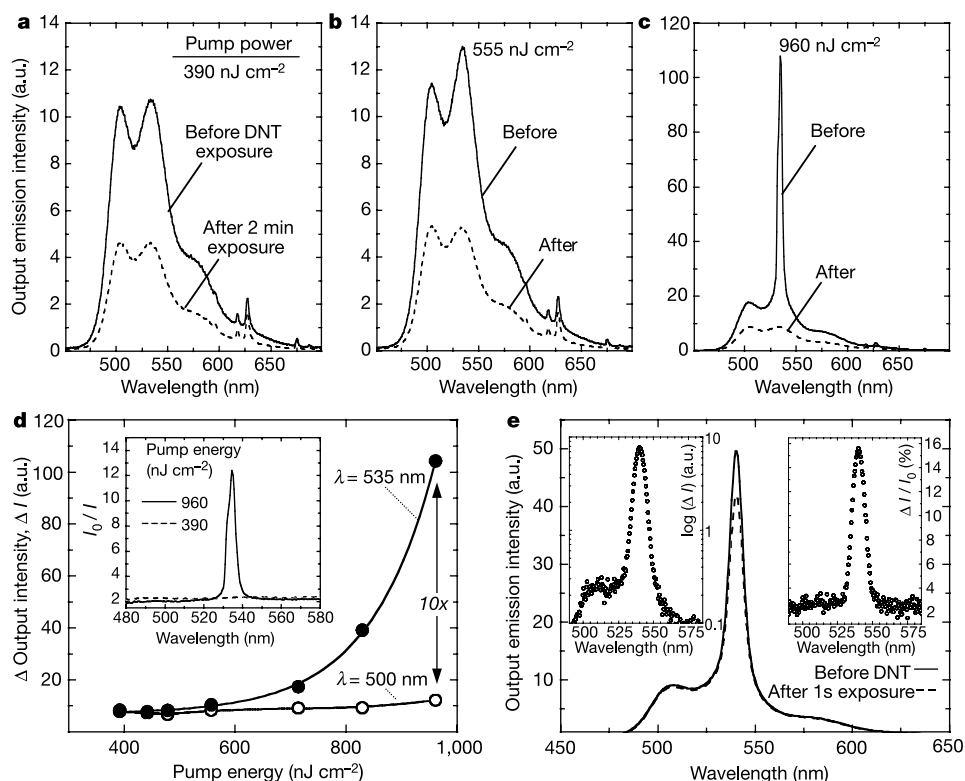 a
Pump power
390 nJ cm⁻²
Before DNT
exposure
After 2 min
exposure
Output emission intensity (a.u.)
14
12
10
8
6
4
2
0
500 550 600 650
Wavelength (nm)
b
555 nJ cm⁻²
Before
After
14
12
10
8
6
4
2
0
500 550 600 650
Wavelength (nm)
c
960 nJ cm⁻²
Before
After
100
80
60
40
20
0
500 550 600 650
Wavelength (nm)
d
Δ Output intensity, Δ I (a.u.)
120
100
80
60
40
20
400 600 800 1,000
Pump energy (nJ cm⁻²)
λ = 535 nm
10x
λ = 500 nm
Pump energy
(nJ cm⁻²)
960
390
I₀ / I
14
12
10
8
6
4
2
480 500 520 540 560 580
Wavelength (nm)
e
Output emission intensity (a.u.)
50
40
30
20
10
450 500 550 600 650
Wavelength (nm)
log (Δ I) (a.u.)
10
1
0.1
500 525 550 575
Wavelength (nm)
Δ I / I₀ (%)
16
14
12
10
8
6
4
2
500 525 550 575
Wavelength (nm)
Before DNT
After 1s exposure